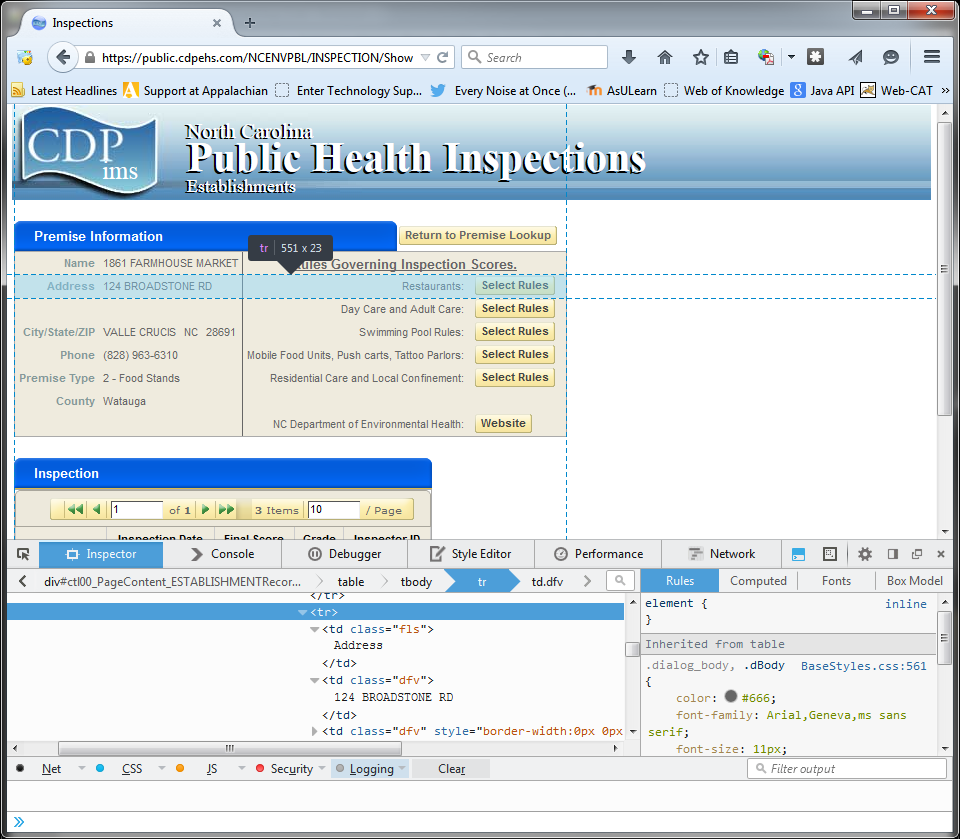 Inspections
https://public.cdpehs.com/NCENVPBL/INSPECTION/Show
Search
Latest Headlines Support at Appalachian Enter Technology Sup... Every Noise at Once (... AsULearn Web of Knowledge Java API Web-CAT »
CDP
ims
North Carolina
Public Health Inspections
Establishments
Premise Information
Return to Premise Lookup
tr 551 x 23
Name 1861 FARMHOUSE MARKET
Rules Governing Inspection Scores.
Address 124 BROADSTONE RD
Restaurants: Select Rules
Day Care and Adult Care: Select Rules
City/State/ZIP VALLE CRUCIS NC 28691
Swimming Pool Rules: Select Rules
Phone (828) 963-6310
Mobile Food Units, Push carts, Tattoo Parlors: Select Rules
Premise Type 2 - Food Stands
Residential Care and Local Confinement: Select Rules
County Watauga
NC Department of Environmental Health: Website
Inspection
1 of 1 3 Items 10 / Page
Inspection Date Final Score Grade Inspector ID
Inspector Console Debugger Style Editor Performance Network
div#ctl00_PageContent_ESTABLISHMENTRecor... table tbody tr td.dfv
Rules Computed Fonts Box Model
</tr>
<tr>
<td class="fls">
Address
</td>
<td class="dfv">
124 BROADSTONE RD
</td>
<td class="dfv" style="border-width:0px 0px
element { inline
}
Inherited from table
.dialog_body, .dBody BaseStyles.css:561
{
color: #666;
font-family: Arial,Geneva,ms sans
serif;
font-size: 11px;
Net CSS JS Security Logging Clear
Filter output
»